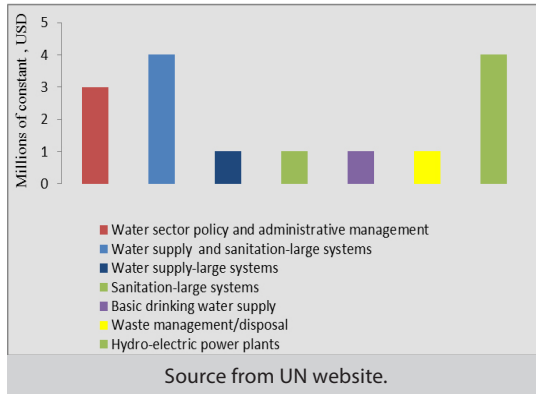 Millions of constant , USD
5
4
3
2
1
0
Water sector policy and administrative management
Water supply and sanitation-large systems
Water supply-large systems
Sanitation-large systems
Basic drinking water supply
Waste management/disposal
Hydro-electric power plants
Source from UN website.